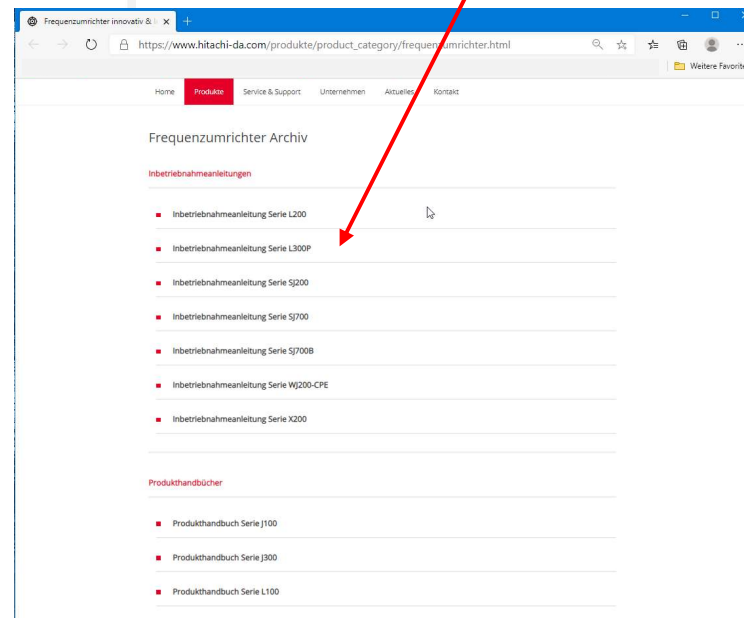 Frequenzumrichter innovativ &
https://www.hitachi-da.com/produkte/product_category/frequenzumrichter.html
Weitere Favorite
Home Produkte Service & Support Unternehmen Aktuelles Kontakt
Frequenzumrichter Archiv
Inbetriebnahmeanleitungen
Inbetriebnahmeanleitung Serie L200
Inbetriebnahmeanleitung Serie L300P
Inbetriebnahmeanleitung Serie SJ200
Inbetriebnahmeanleitung Serie SJ700
Inbetriebnahmeanleitung Serie SJ700B
Inbetriebnahmeanleitung Serie WJ200-CPE
Inbetriebnahmeanleitung Serie X200
Produkthandbücher
Produkthandbuch Serie J100
Produkthandbuch Serie J300
Produkthandbuch Serie L100